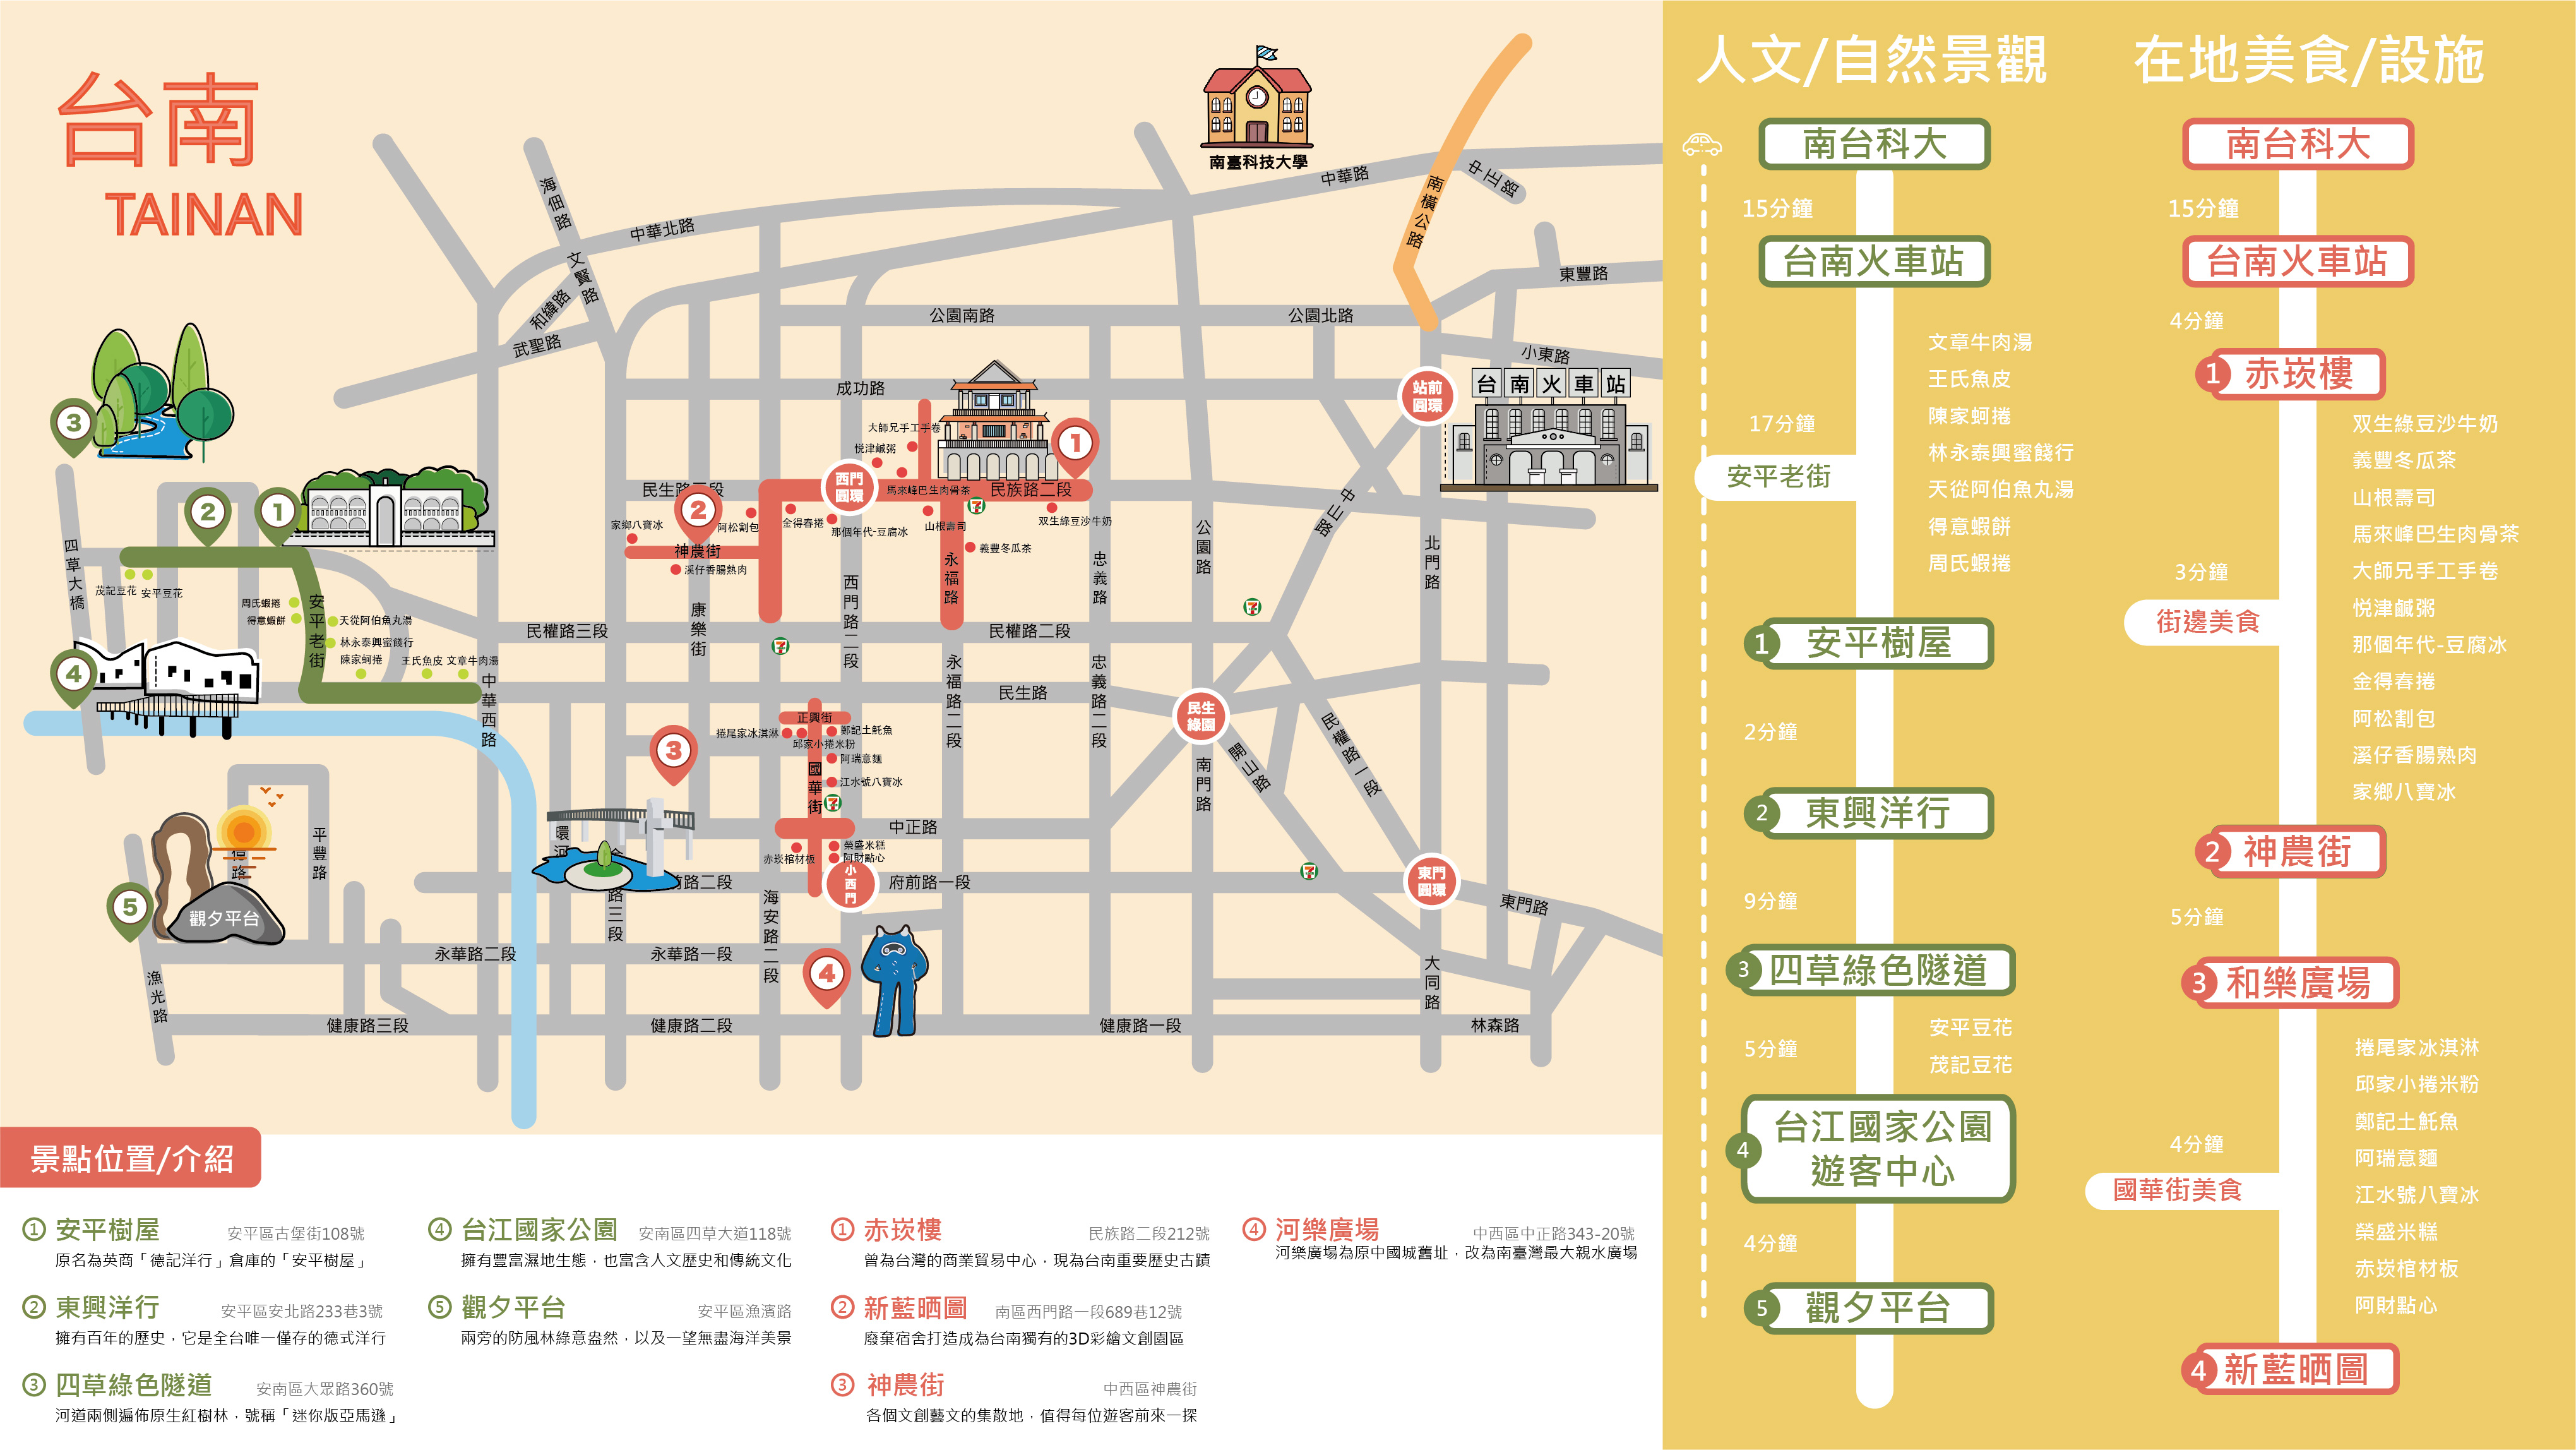 台南
TAINAN
南臺科技大學
海佃路
文賢路
中華北路
中華路
南橫公路
中正路
東豐路
和緯路
武聖路
公園南路
公園北路
小東路
成功路
台南火車站
站前
圓環
大師兄手工手卷
悦津鹹粥
馬來峰巴生肉骨茶
民族路二段
西門
圓環
1
2
3
4
5
民生路
段
家鄉八寶冰
阿松割包
金得春捲
那個年代-豆腐冰
山根壽司
双生綠豆沙牛奶
義豐冬瓜茶
神農街
溪仔香腸熟肉
永福路
西門路二段
忠義路
公園路
中山路
北門路
四草大橋
2
1
3
茂記豆花
安平豆花
周氏蝦捲
得意蝦餅
安平老街
天從阿伯魚丸湯
林永泰興蜜餞行
陳家蚵捲
王氏魚皮
文章牛肉湯
康樂街
民權路三段
民權路二段
中華西路
民生路
永福路二段
忠義路二段
民生
綠園
正興街
捲尾家冰淇淋
鄭記土魠魚
邱家小捲米粉
阿瑞意麵
江水號八寶冰
國華街
南門路
開山路
民權路一段
中正路
榮盛米糕
赤崁棺材板
阿財點心
小西門
府前路一段
前路二段
環河
路三段
東門
圓環
東門路
平豐路
觀夕平台
漁光路
海安路二段
永華路二段
永華路一段
4
大同路
健康路三段
健康路二段
健康路一段
林森路
景點位置/介紹
1 安平樹屋 安平區古堡街108號
原名為英商「德記洋行」倉庫的「安平樹屋」
2 東興洋行 安平區安北路233巷3號
擁有百年的歷史，它是全台唯一僅存的德式洋行
3 四草綠色隧道 安南區大眾路360號
河道兩側遍佈原生紅樹林，號稱「迷你版亞馬遜」
4 台江國家公園 安南區四草大道118號
擁有豐富濕地生態，也富含人文歷史和傳統文化
5 觀夕平台 安平區漁濱路
兩旁的防風林綠意盎然，以及一望無盡海洋美景
1 赤崁樓 民族路二段212號
曾為台灣的商業貿易中心，現為台南重要歷史古蹟
2 新藍晒圖 南區西門路一段689巷12號
廢棄宿舍打造成為台南獨有的3D彩繪文創園區
3 神農街 中西區神農街
各個文創藝文的集散地，值得每位遊客前來一探
4 河樂廣場 中西區中正路343-20號
河樂廣場為原中國城舊址，改為南臺灣最大親水廣場
人文/自然景觀
南台科大
15分鐘
台南火車站
文章牛肉湯
王氏魚皮
陳家蚵捲
17分鐘
林永泰興蜜餞行
安平老街
天從阿伯魚丸湯
得意蝦餅
周氏蝦捲
1 安平樹屋
2分鐘
2 東興洋行
9分鐘
3 四草綠色隧道
安平豆花
5分鐘
茂記豆花
4 台江國家公園
遊客中心
4分鐘
5 觀夕平台
在地美食/設施
南台科大
15分鐘
台南火車站
4分鐘
1 赤崁樓
双生綠豆沙牛奶
義豐冬瓜茶
山根壽司
馬來峰巴生肉骨茶
3分鐘
大師兄手工手卷
悦津鹹粥
街邊美食
那個年代-豆腐冰
金得春捲
阿松割包
溪仔香腸熟肉
家鄉八寶冰
2 神農街
5分鐘
3 和樂廣場
捲尾家冰淇淋
邱家小捲米粉
鄭記土魠魚
4分鐘
阿瑞意麵
國華街美食
江水號八寶冰
榮盛米糕
赤崁棺材板
阿財點心
4 新藍晒圖